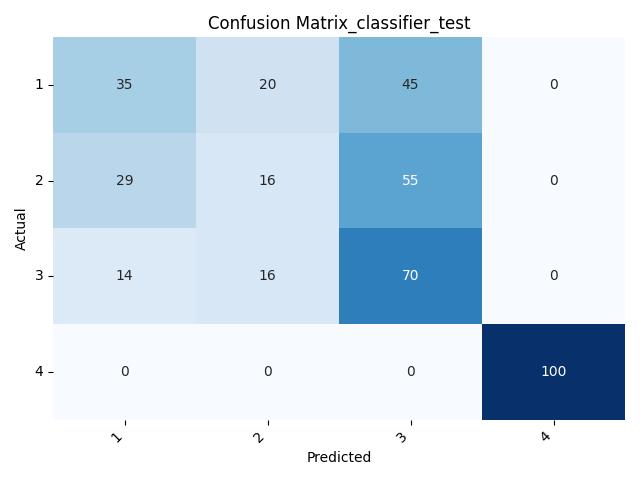 Confusion Matrix_classifier_test
Actual
1 35 20 45 0
2 29 16 55 0
3 14 16 70 0
4 0 0 0 100
1 2 3 4
Predicted